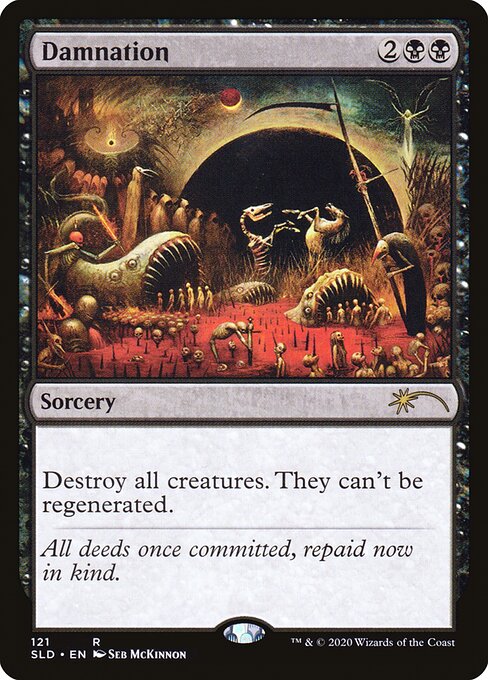 Damnation 2
Sorcery
Destroy all creatures. They can't be
regenerated.
All deeds once committed, repaid now
in kind.
121 R
SLD • EN Seb McKinnon
™ & © 2020 Wizards of the Coast